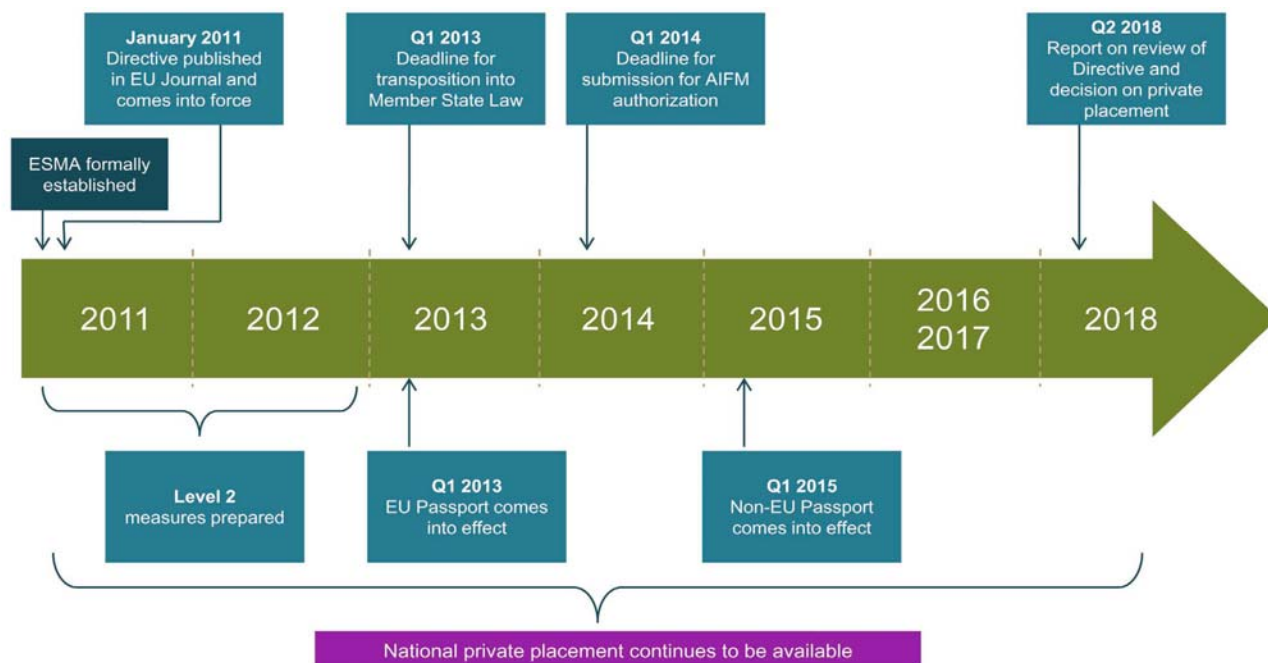 January 2011
Directive published
in EU Journal and
comes into force
Q1 2013
Deadline for
transposition into
Member State Law
Q1 2014
Deadline for
submission for AIFM
authorization
Q2 2018
Report on review of
Directive and
decision on private
placement
ESMA formally
established
2011
2012
2013
2014
2015
2016
2017
2018
Level 2
measures prepared
Q1 2013
EU Passport comes
into effect
Q1 2015
Non-EU Passport
comes into effect
National private placement continues to be available